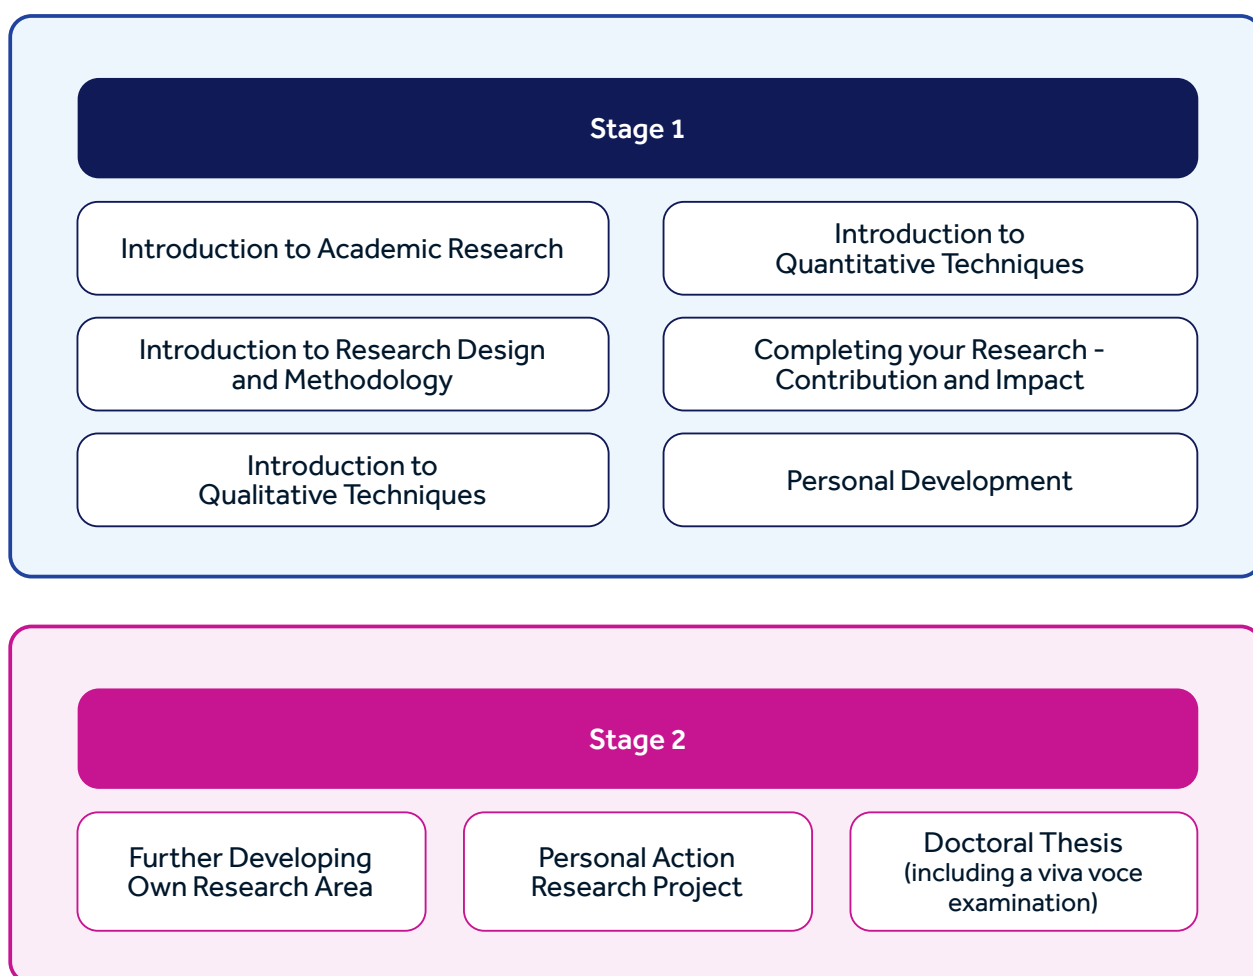 Stage 1
Introduction to Academic Research
Introduction to
Quantitative Techniques
Introduction to Research Design
and Methodology
Completing your Research -
Contribution and Impact
Introduction to
Qualitative Techniques
Personal Development
Stage 2
Further Developing
Own Research Area
Personal Action
Research Project
Doctoral Thesis
(including a viva voce
examination)